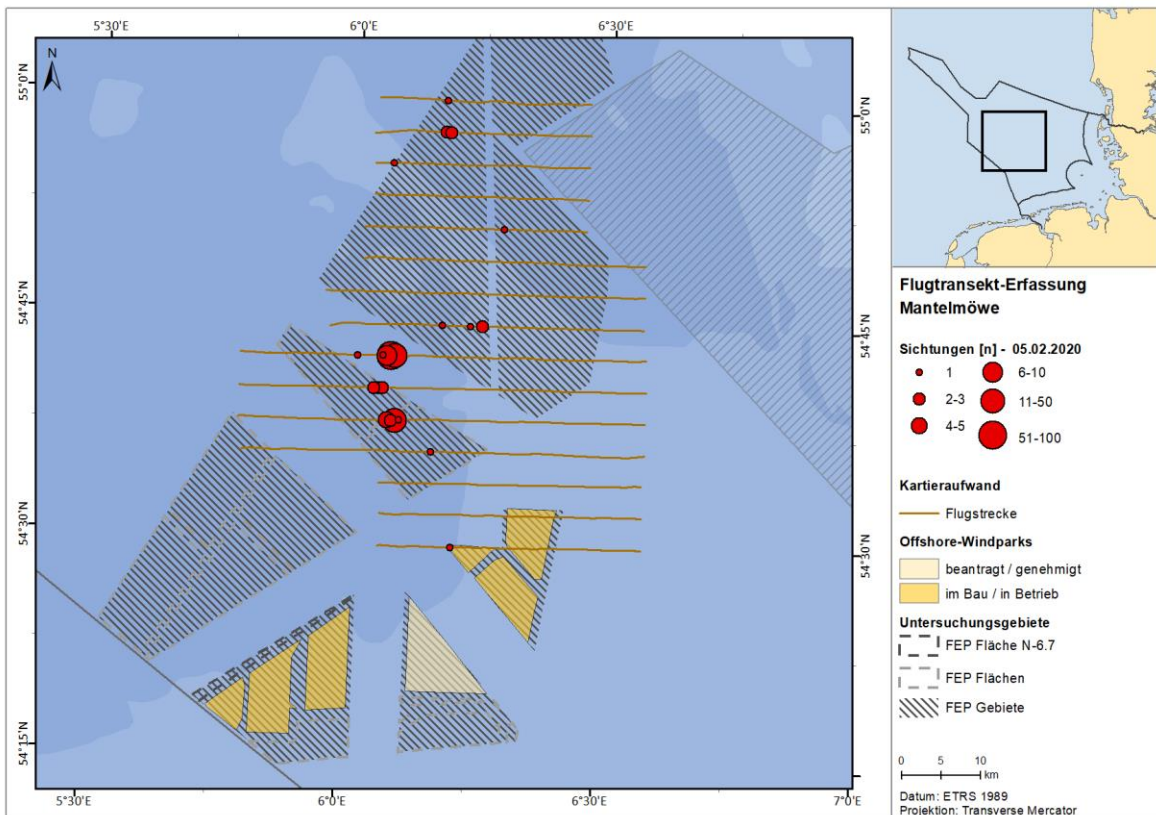 5°30'E 6°0'E 6°30'E
N
55°0'N
54°45'N
54°30'N
54°15'N
55°0'N
54°45'N
54°30'N
5°30'E 6°0'E 6°30'E 7°0'E
Flugtransekt-Erfassung
Mantelmöwe
Sichtungen [n] - 05.02.2020
1 6-10
2-3 11-50
4-5 51-100
Kartieraufwand
Flugstrecke
Offshore-Windparks
beantragt / genehmigt
im Bau / in Betrieb
Untersuchungsgebiete
FEP Fläche N-6.7
FEP Flächen
FEP Gebiete
0 5 10
km
Datum: ETRS 1989
Projektion: Transverse Mercator